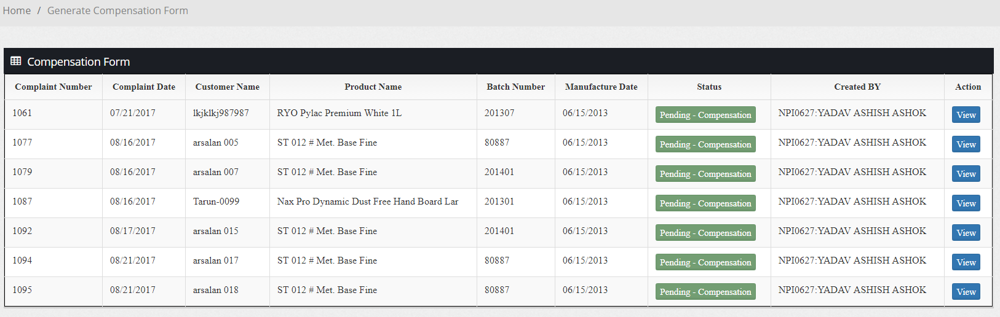 Home / Generate Compensation Form
Compensation Form
Complaint Number Complaint Date Customer Name Product Name Batch Number Manufacture Date Status Created BY Action
1061 07/21/2017 lkjklkj987987 RYO Pylac Premium White 1L 201307 06/15/2013 Pending - Compensation NPI0627:YADAV ASHISH ASHOK View
1077 08/16/2017 arsalan 005 ST 012 # Met. Base Fine 80887 06/15/2013 Pending - Compensation NPI0627:YADAV ASHISH ASHOK View
1079 08/16/2017 arsalan 007 ST 012 # Met. Base Fine 201401 06/15/2013 Pending - Compensation NPI0627:YADAV ASHISH ASHOK View
1087 08/16/2017 Tarun-0099 Nax Pro Dynamic Dust Free Hand Board Lar 201301 06/15/2013 Pending - Compensation NPI0627:YADAV ASHISH ASHOK View
1092 08/17/2017 arsalan 015 ST 012 # Met. Base Fine 201401 06/15/2013 Pending - Compensation NPI0627:YADAV ASHISH ASHOK View
1094 08/21/2017 arsalan 017 ST 012 # Met. Base Fine 80887 06/15/2013 Pending - Compensation NPI0627:YADAV ASHISH ASHOK View
1095 08/21/2017 arsalan 018 ST 012 # Met. Base Fine 80887 06/15/2013 Pending - Compensation NPI0627:YADAV ASHISH ASHOK View